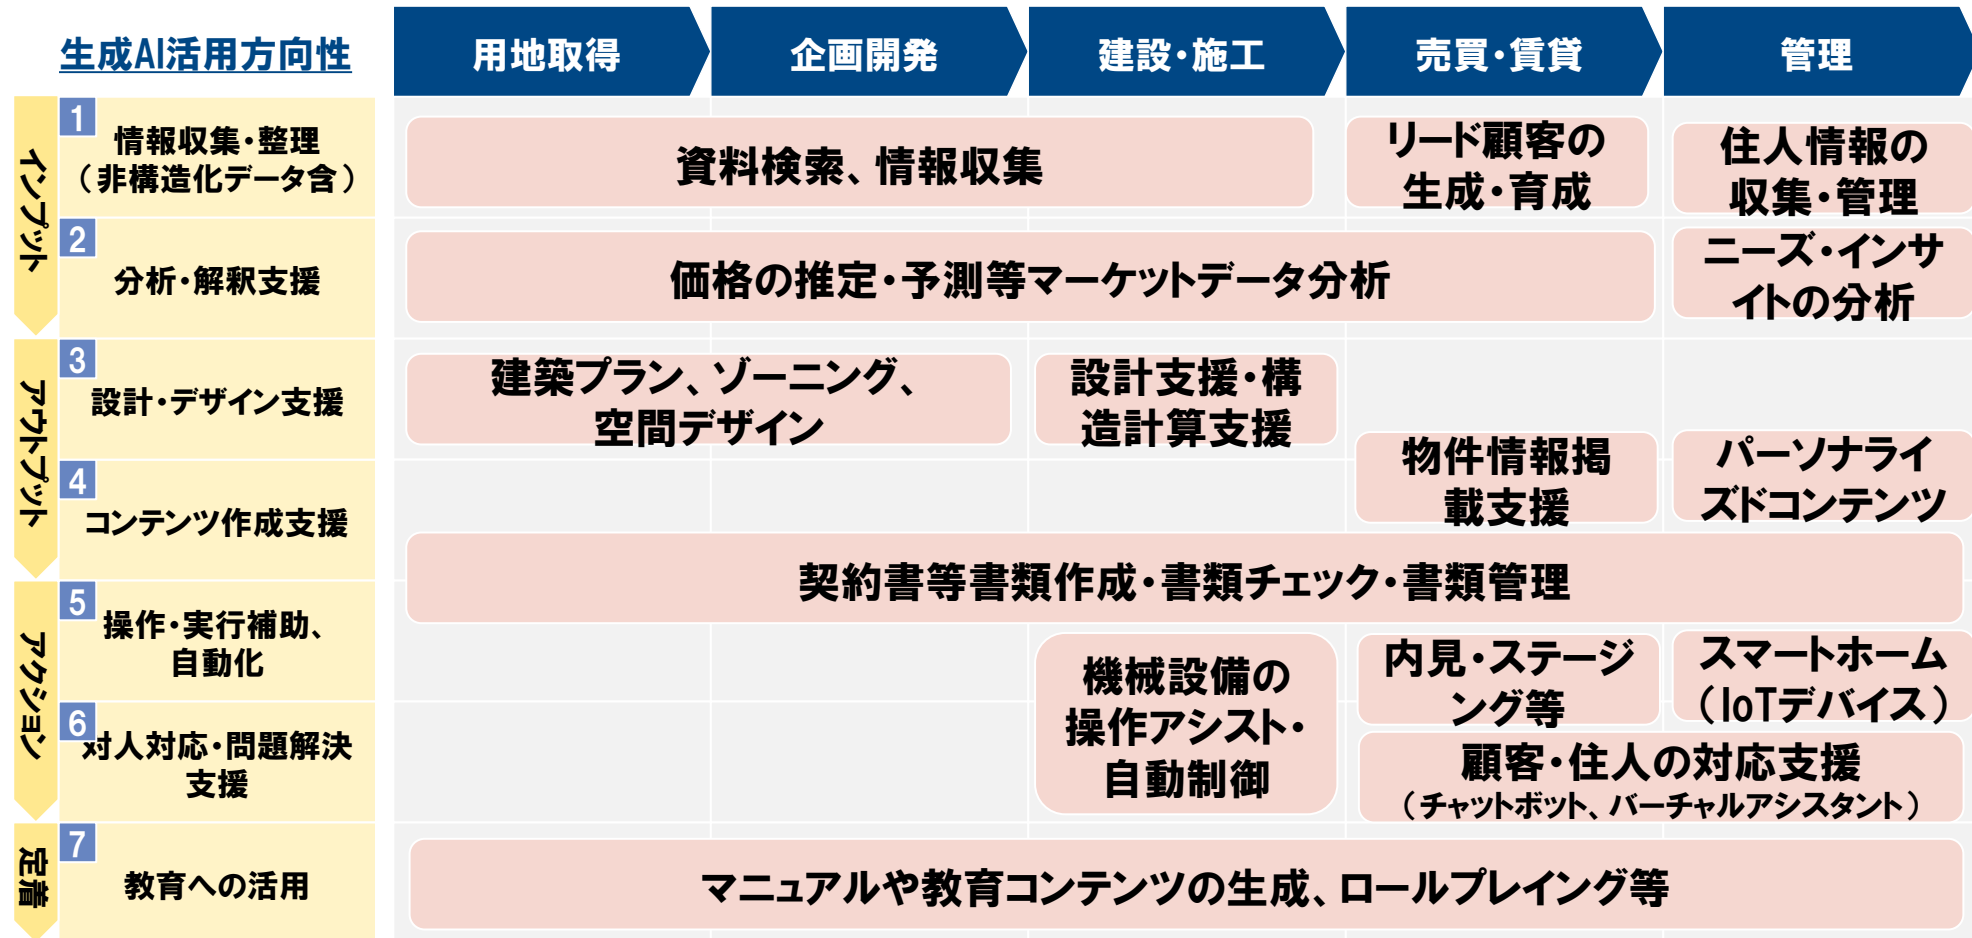 生成AI活用方向性
用地取得
企画開発
建設・施工
売買・賃貸
管理
インプット
1
情報収集・整理
（非構造化データ含）
資料検索、情報収集
リード顧客の
生成・育成
住人情報の
収集・管理
2
分析・解釈支援
価格の推定・予測等マーケットデータ分析
ニーズ・インサ
イトの分析
アウトプット
3
設計・デザイン支援
建築プラン、ゾーニング、
空間デザイン
設計支援・構
造計算支援
4
コンテンツ作成支援
物件情報掲
載支援
パーソナライ
ズドコンテンツ
契約書等書類作成・書類チェック・書類管理
アクション
5
操作・実行補助、
自動化
機械設備の
操作アシスト・
自動制御
内見・ステージ
ング等
スマートホーム
（IoTデバイス）
6
対人対応・問題解決
支援
顧客・住人の対応支援
（チャットボット、バーチャルアシスタント）
定着
7
教育への活用
マニュアルや教育コンテンツの生成、ロールプレイング等